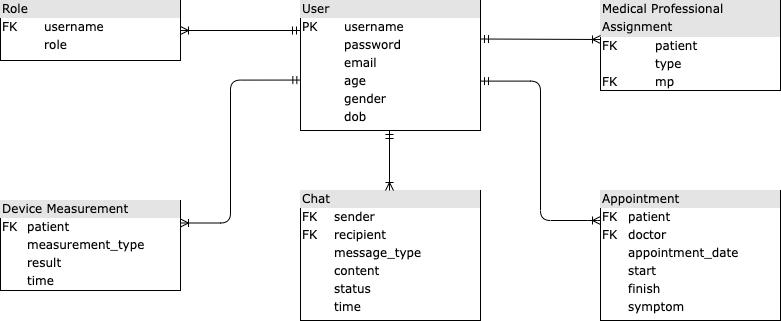 Role
FK username
role
User
PK username
password
email
age
gender
dob
Medical Professional
Assignment
FK patient
type
FK mp
Device Measurement
FK patient
measurement_type
result
time
Chat
FK sender
FK recipient
message_type
content
status
time
Appointment
FK patient
FK doctor
appointment_date
start
finish
symptom